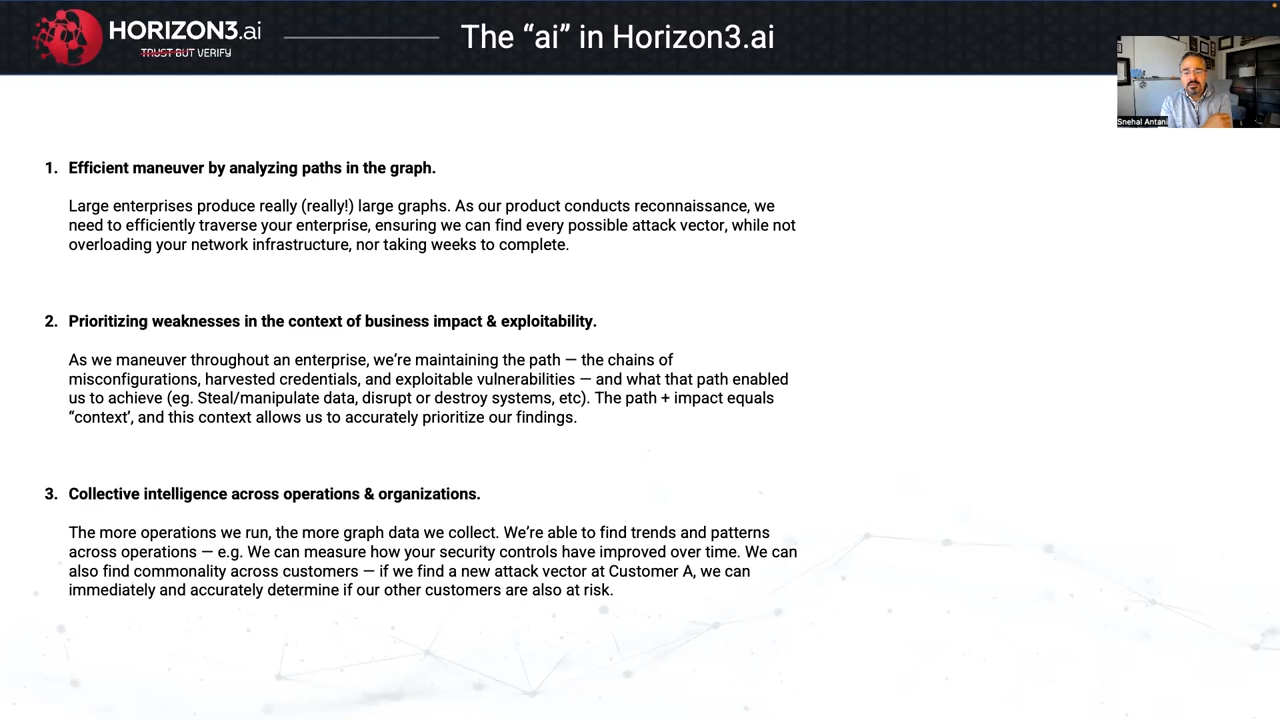 HORIZON3.ai
TRUST BUT VERIFY
The “ai” in Horizon3.ai
Snehal Antani
1. Efficient maneuver by analyzing paths in the graph.
Large enterprises produce really (really!) large graphs. As our product conducts reconnaissance, we
need to efficiently traverse your enterprise, ensuring we can find every possible attack vector, while not
overloading your network infrastructure, nor taking weeks to complete.
2. Prioritizing weaknesses in the context of business impact & exploitability.
As we maneuver throughout an enterprise, we’re maintaining the path — the chains of
misconfigurations, harvested credentials, and exploitable vulnerabilities — and what that path enabled
us to achieve (eg. Steal/manipulate data, disrupt or destroy systems, etc). The path + impact equals
“context’, and this context allows us to accurately prioritize our findings.
3. Collective intelligence across operations & organizations.
The more operations we run, the more graph data we collect. We’re able to find trends and patterns
across operations — e.g. We can measure how your security controls have improved over time. We can
also find commonality across customers — if we find a new attack vector at Customer A, we can
immediately and accurately determine if our other customers are also at risk.